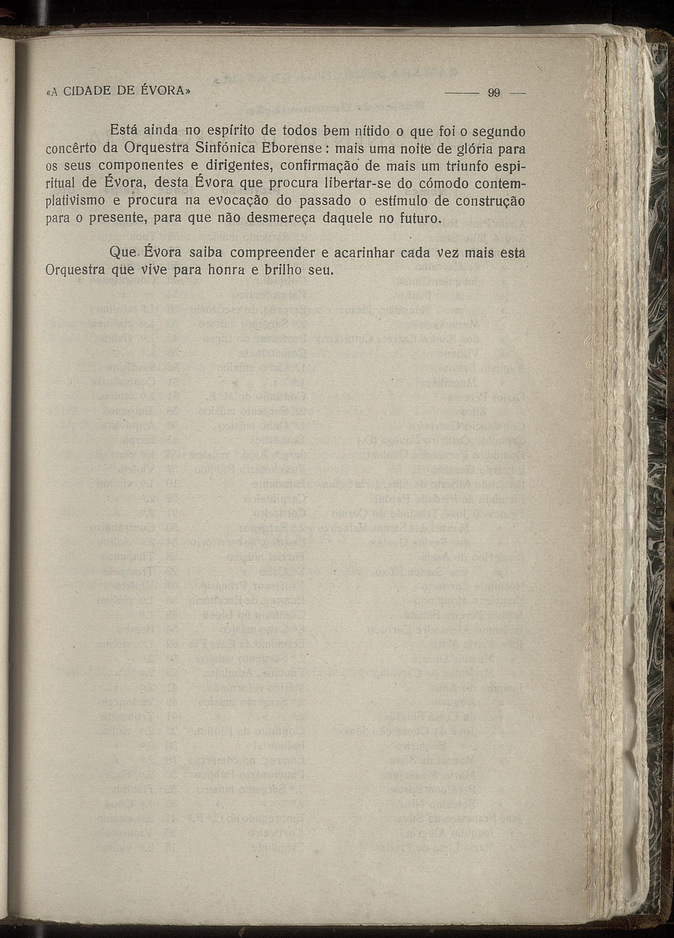 «A CIDADE DE ÉVORA» —— 99 —
Está ainda no espírito de todos bem nítido o que foi o segundo
concêrto da Orquestra Sinfónica Eborense: mais uma noite de glória para
os seus componentes e dirigentes, confirmação de mais um triunfo espi-
ritual de Évora, desta Évora que procura libertar-se do cómodo contem-
plativismo e procura na evocação do passado o estímulo de construção
para o presente, para que não desmereça daquele no futuro.
Que Évora saiba compreender e acarinhar cada vez mais esta
Orquestra que vive para honra e brilho seu.